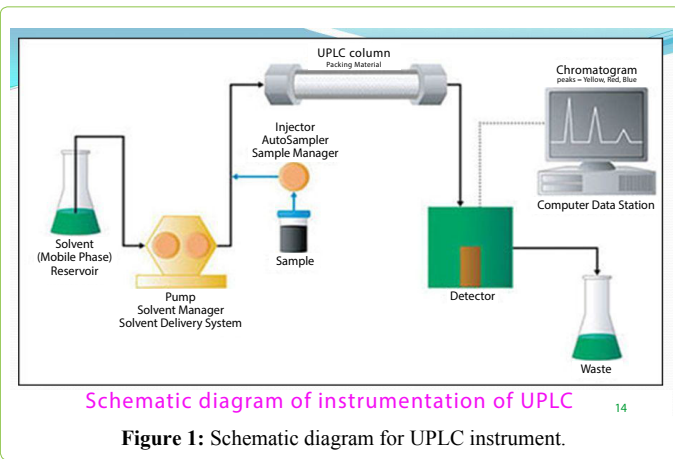 UPLC column
Packing Material
Chromatogram
peaks = Yellow, Red, Blue
Injector
AutoSampler
Sample Manager
Computer Data Station
Solvent
(Mobile Phase)
Reservoir
Sample
Pump
Solvent Manager
Solvent Delivery System
Detector
Waste
Schematic diagram of instrumentation of UPLC
14
Figure 1: Schematic diagram for UPLC instrument.